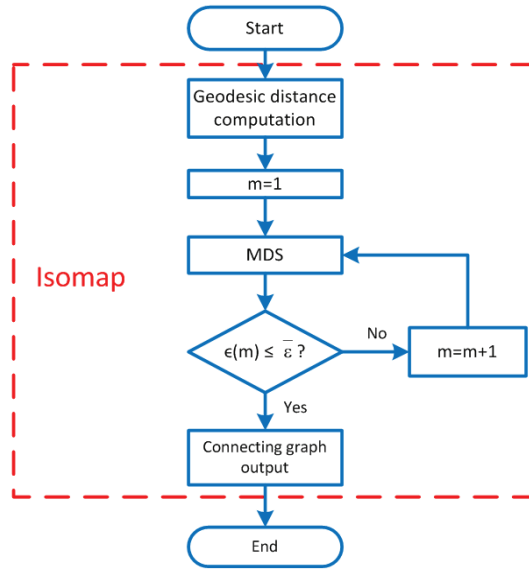 Start
Geodesic distance
computation
m=1
MDS
Isomap
ϵ(m) ≤ ε̅ ?
No
m=m+1
Yes
Connecting graph
output
End